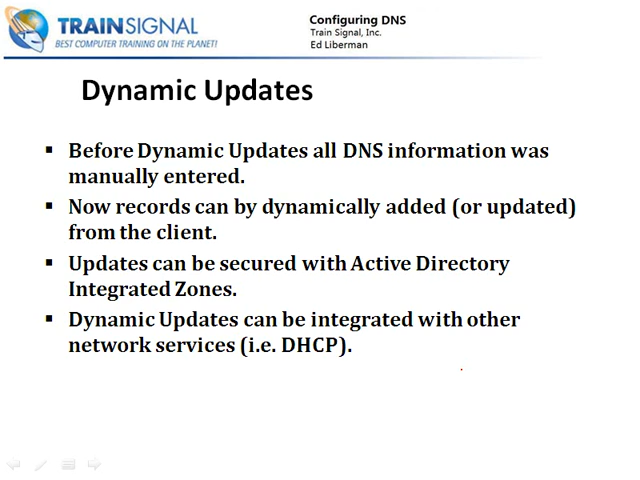 TRAINSIGNAL
BEST COMPUTER TRAINING ON THE PLANET!
Configuring DNS
Train Signal, Inc.
Ed Liberman
Dynamic Updates
▪ Before Dynamic Updates all DNS information was
manually entered.
▪ Now records can by dynamically added (or updated)
from the client.
▪ Updates can be secured with Active Directory
Integrated Zones.
▪ Dynamic Updates can be integrated with other
network services (i.e. DHCP).